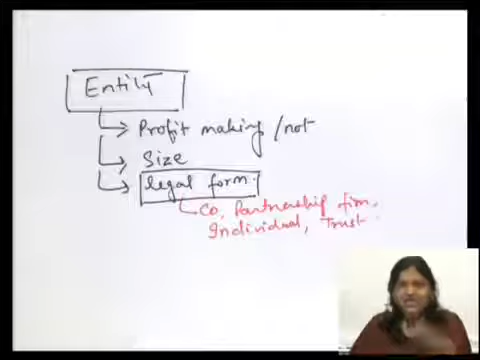 Entity
Profit making / not
Size
legal form.
Co, Partnership firm,
Individual, Trust